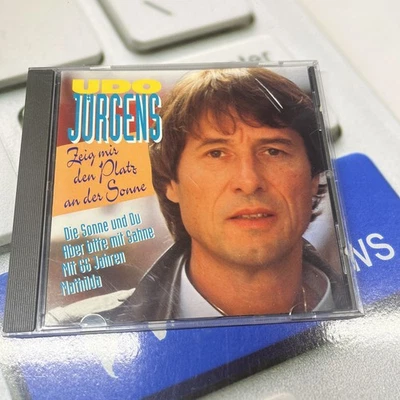 UDO
JÜRGENS
Zeig mir
den Platz
an der Sonne
Die Sonne und Du
Aber bitte mit Sahne
Mit 66 Jahren
Mathilda
NS